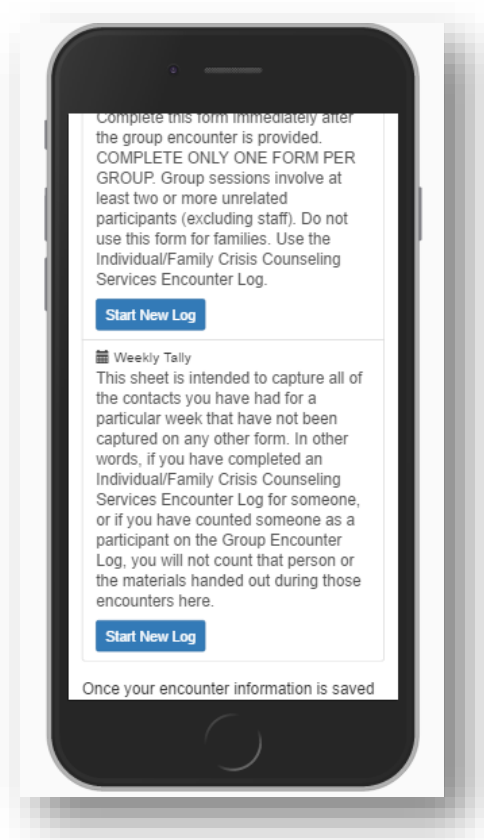 Complete this form immediately after
the group encounter is provided.
COMPLETE ONLY ONE FORM PER
GROUP. Group sessions involve at
least two or more unrelated
participants (excluding staff). Do not
use this form for families. Use the
Individual/Family Crisis Counseling
Services Encounter Log.
Start New Log
Weekly Tally
This sheet is intended to capture all of
the contacts you have had for a
particular week that have not been
captured on any other form. In other
words, if you have completed an
Individual/Family Crisis Counseling
Services Encounter Log for someone,
or if you have counted someone as a
participant on the Group Encounter
Log, you will not count that person or
the materials handed out during those
encounters here.
Start New Log
Once your encounter information is saved